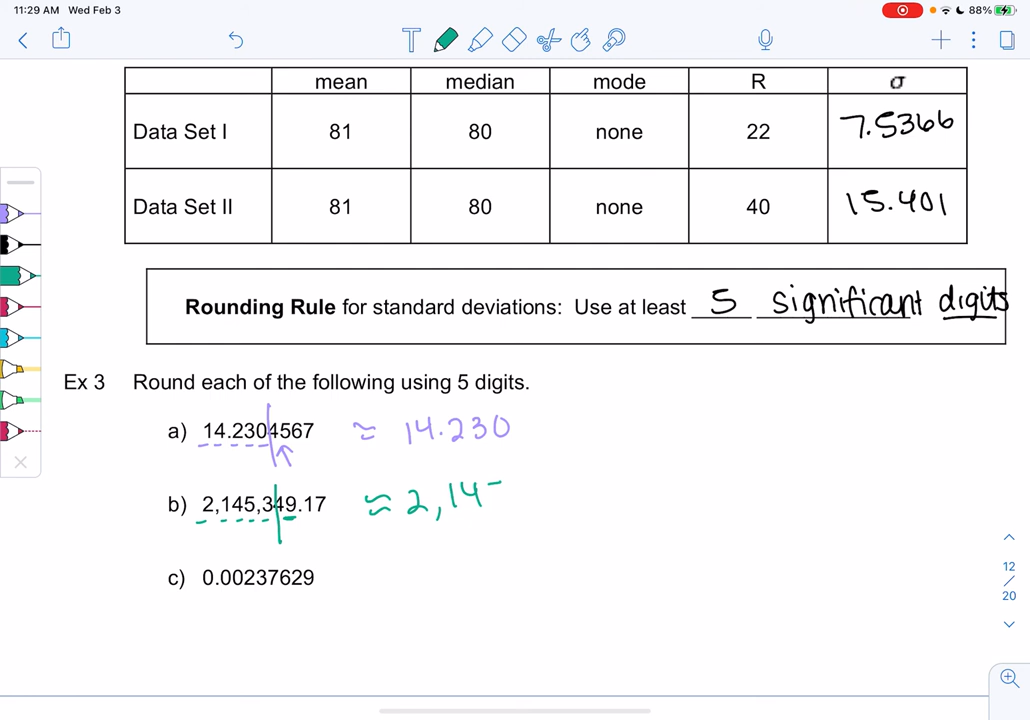 11:29 AM Wed Feb 3
88%
T
mean median mode R σ
Data Set I 81 80 none 22 7.5366
Data Set II 81 80 none 40 15.401
Rounding Rule for standard deviations: Use at least 5 significant digits
Ex 3 Round each of the following using 5 digits.
a) 14.2304567 ≈ 14.230
b) 2,145,349.17 ≈ 2,14
c) 0.00237629
12
/
20